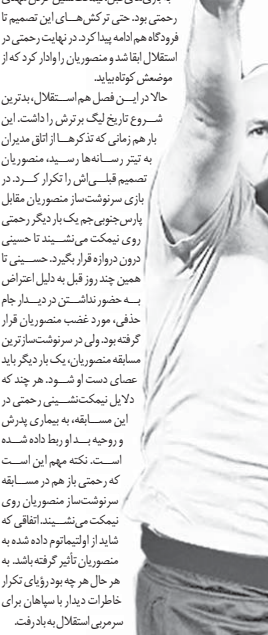 رحمتی بود. حتی ترکش‌های این تصمیم تا
فرودگاه هم ادامه پیدا کرد. در نهایت رحمتی در
استقلال ابقا شد و منصوریان را وادار کرد که از
موضعش کوتاه بیاید.
حالا در این فصل هم استقلال، بدترین
شروع تاریخ لیگ برترش را داشت. این
بار هم زمانی که تذکرها از اتاق مدیران
به تیتر رسانه‌ها رسید، منصوریان
تصمیم قبلی‌اش را تکرار کرد. در
بازی سرنوشت‌ساز منصوریان مقابل
پارس‌جنوبی‌جم یک بار دیگر رحمتی
روی نیمکت می‌نشیند تا حسینی
درون دروازه قرار بگیرد. حسینی تا
همین چند روز قبل به دلیل اعتراض
به حضور نداشتن در دیدار جام
حذفی، مورد غضب منصوریان قرار
گرفته بود. ولی در سرنوشت‌سازترین
مسابقه منصوریان، یک بار دیگر باید
عصای دست او شود. هر چند که
دلایل نیمکت‌نشینی رحمتی در
این مسابقه، به بیماری پدرش
و روحیه بد او ربط داده شده
است. نکته مهم این است
که رحمتی باز هم در مسابقه
سرنوشت‌ساز منصوریان روی
نیمکت می‌نشیند. اتفاقی که
شاید از اولتیماتوم داده شده به
منصوریان تأثیر گرفته باشد. به
هر حال هر چه بود رؤیای تکرار
خاطرات دیدار با سپاهان برای
سرمربی استقلال به باد رفت.